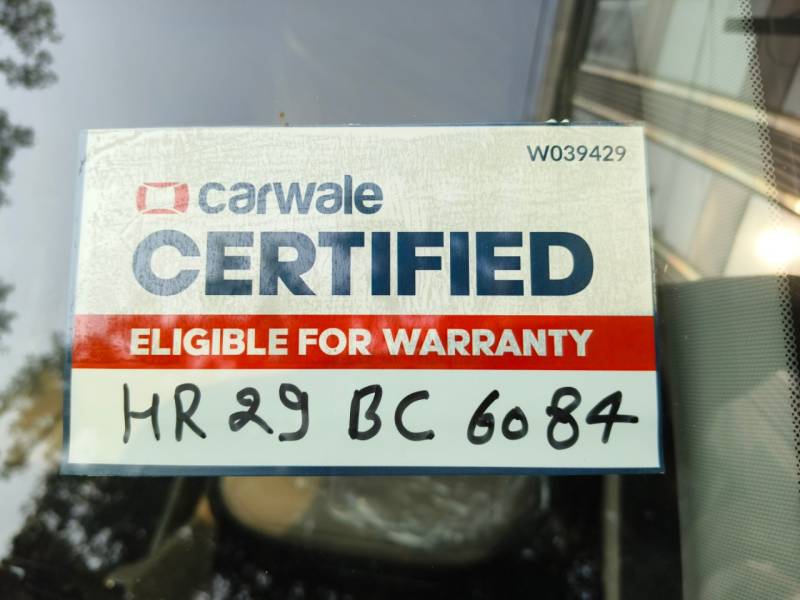 W039429
carwale
CERTIFIED
ELIGIBLE FOR WARRANTY
HR 29 BC 6084